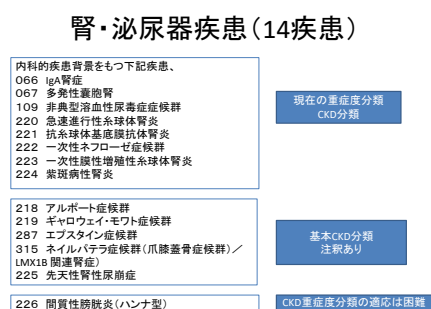 腎・泌尿器疾患(14疾患)
内科的疾患背景をもつ下記疾患、
066 IgA腎症
067 多発性嚢胞腎
109 非典型溶血性尿毒症症候群
220 急速進行性糸球体腎炎
221 抗糸球体基底膜抗体腎炎
222 一次性ネフローゼ症候群
223 一次性膜性増殖性糸球体腎炎
224 紫斑病性腎炎
現在の重症度分類
CKD分類
218 アルポート症候群
219 ギャロウェイ・モワト症候群
287 エプスタイン症候群
315 ネイルパテラ症候群(爪膝蓋骨症候群)/
LMX1B 関連腎症)
225 先天性腎性尿崩症
基本CKD分類
注釈あり
226 間質性膀胱炎(ハンナ型)
CKD重症度分類の適応は困難